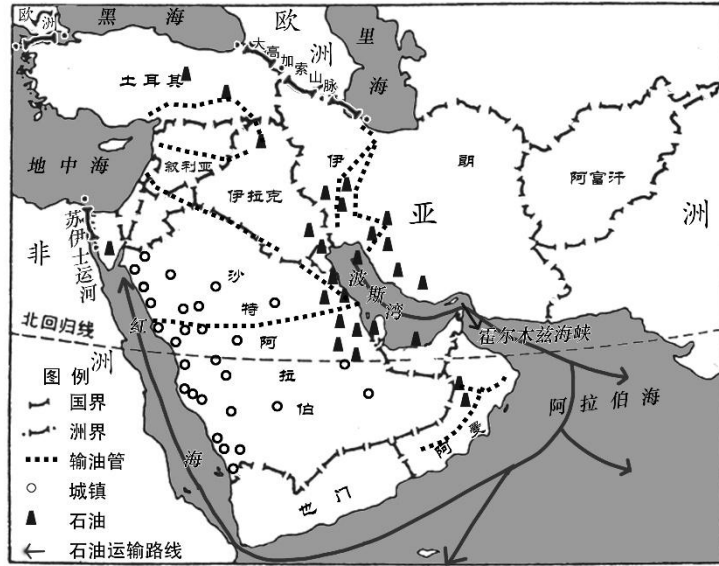 欧洲
黑海
欧洲
里海
大高加索山脉
土耳其
地中海
叙利亚
伊拉克
伊朗
阿富汗
亚洲
苏伊士运河
非洲
沙特阿拉伯
波斯湾
北回归线
红海
霍尔木兹海峡
阿拉伯海
阿曼
也门
图例
国界
洲界
输油管
城镇
石油
石油运输路线